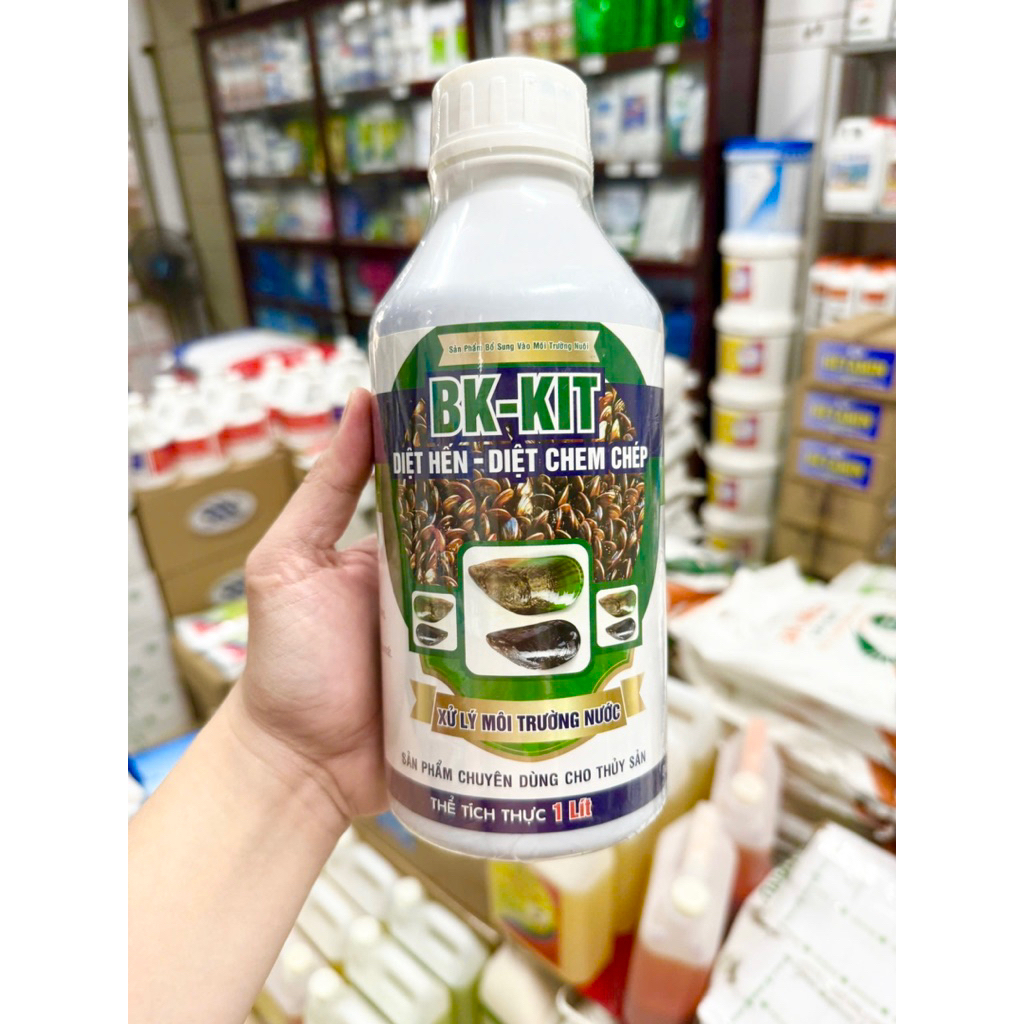 Sản Phẩm Bổ Sung Vào Môi Trường Nuôi
BK-KIT
DIỆT HẾN - DIỆT CHEM CHÉP
XỬ LÝ MÔI TRƯỜNG NƯỚC
SẢN PHẨM CHUYÊN DÙNG CHO THỦY SẢN
THỂ TÍCH THỰC 1 Lít